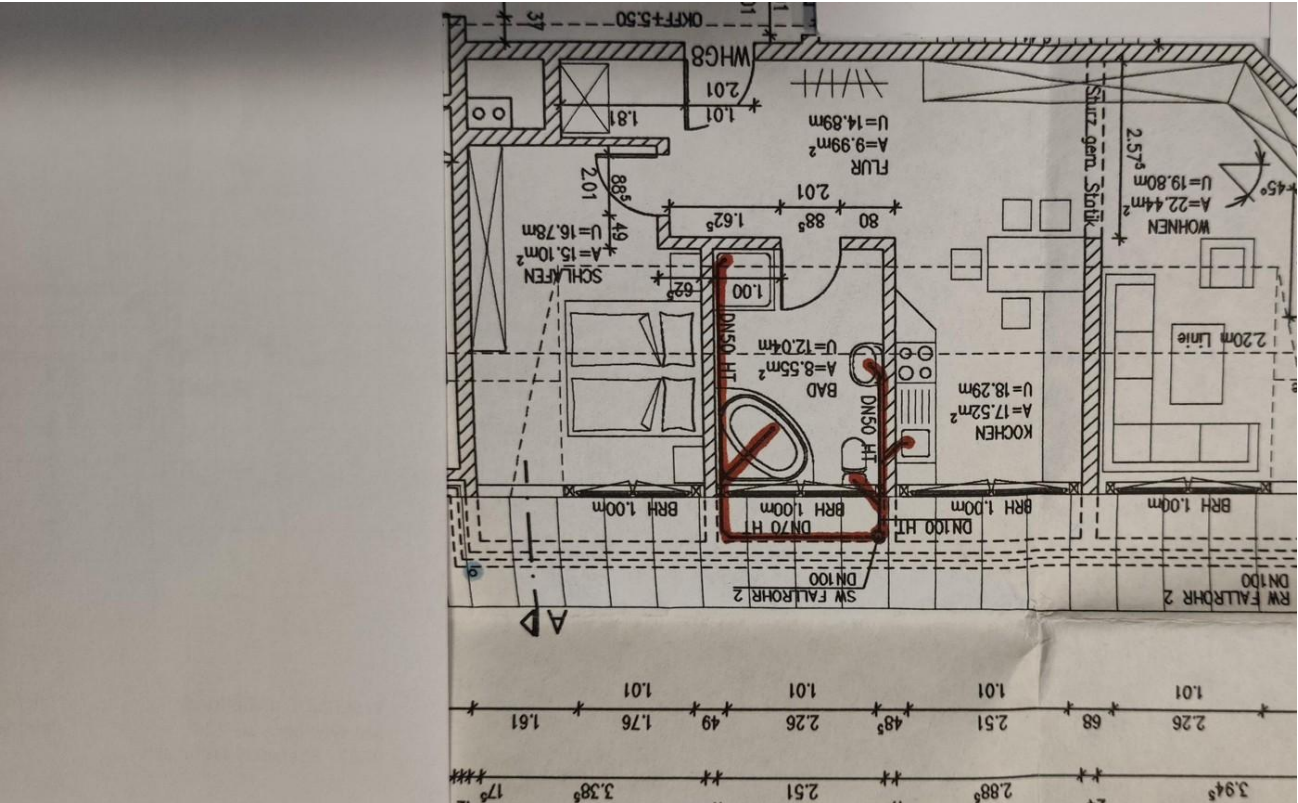 OKFF+5.50
37
01
WHG8
2.01
1.01
1.81
FLUR
A=9.99m²
U=14.89m
Sturz gem. Statik
2.57⁵
45°
WOHNEN
A=22.44m²
U=19.80m
88⁵
2.01
49
2.01
1.62⁵
88⁵
80
SCHLAFEN
A=15.10m²
U=16.78m
62⁵
1.00
DN50 HT
BAD
A=8.55m²
U=12.04m
DN50 HT
KOCHEN
A=17.52m²
U=18.29m
2.20m Linie
BRH 1.00m
BRH 1.00m
BRH 1.00m
BRH 1.00m
DN70 HT
DN100 HT
SW FALLROHR 2
DN100
RW FALLROHR 2
DN100
A
1.01
1.01
1.01
1.01
1.61
1.76
49
2.26
48⁵
2.51
68
2.26
17⁵
3.38⁵
2.51
2.88⁵
3.94⁵